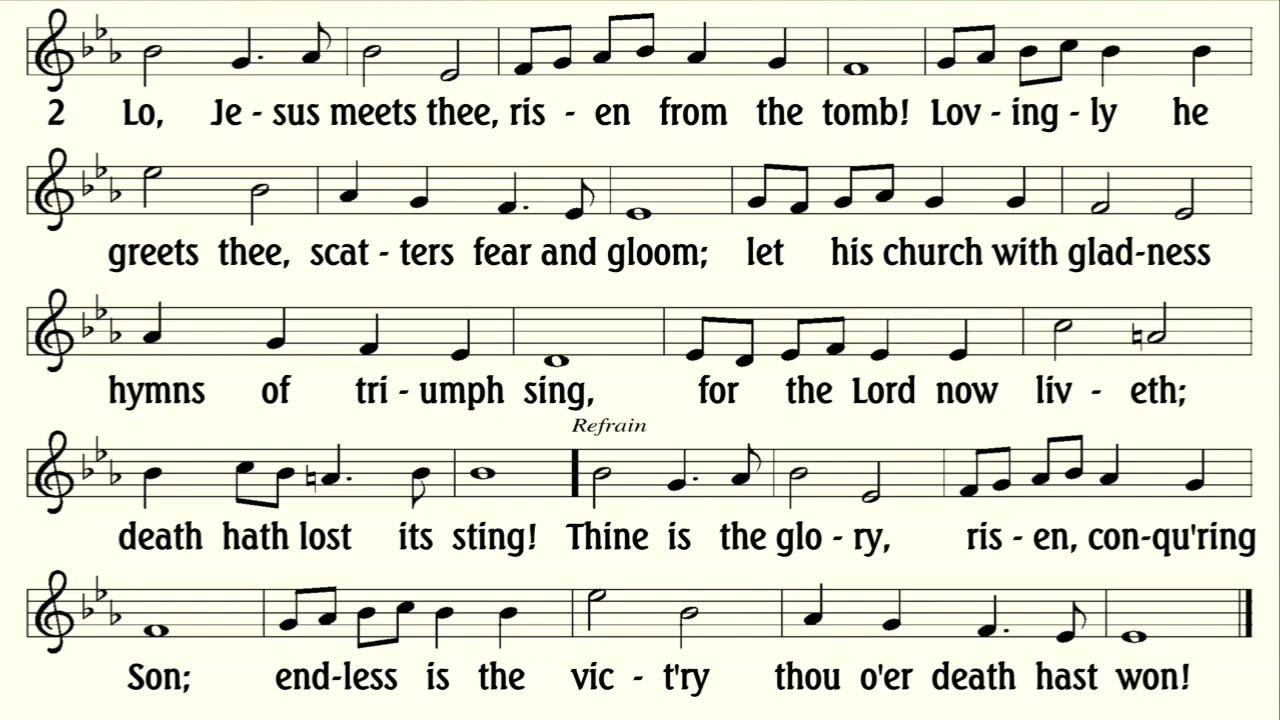 2 Lo, Je - sus meets thee, ris - en from the tomb! Lov - ing - ly he
greets thee, scat - ters fear and gloom; let his church with glad-ness
hymns of tri - umph sing, for the Lord now liv - eth;
Refrain
death hath lost its sting! Thine is the glo - ry, ris - en, con-qu'ring
Son; end-less is the vic - t'ry thou o'er death hast won!